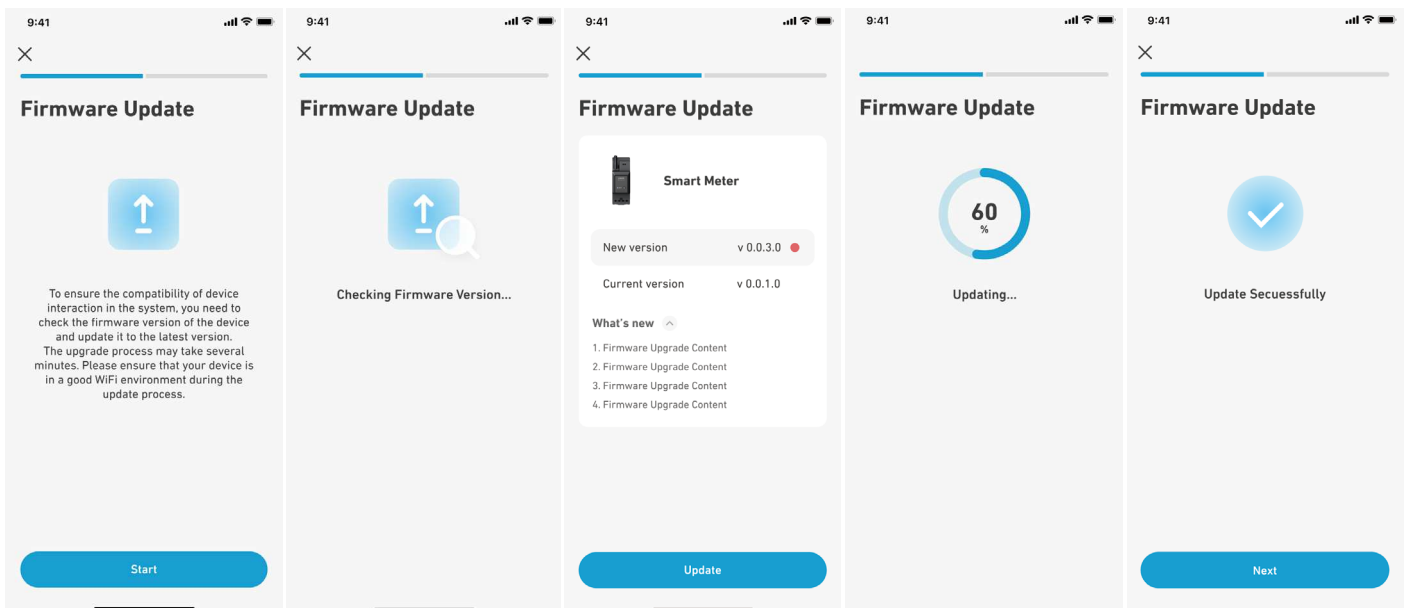 9:41
Firmware Update
To ensure the compatibility of device
interaction in the system, you need to
check the firmware version of the device
and update it to the latest version.
The upgrade process may take several
minutes. Please ensure that your device is
in a good WiFi environment during the
update process.
Start
9:41
Firmware Update
Checking Firmware Version...
9:41
Firmware Update
Smart Meter
New version v 0.0.3.0
Current version v 0.0.1.0
What's new
1. Firmware Upgrade Content
2. Firmware Upgrade Content
3. Firmware Upgrade Content
4. Firmware Upgrade Content
Update
9:41
Firmware Update
60
%
Updating...
9:41
Firmware Update
Update Secuessfully
Next